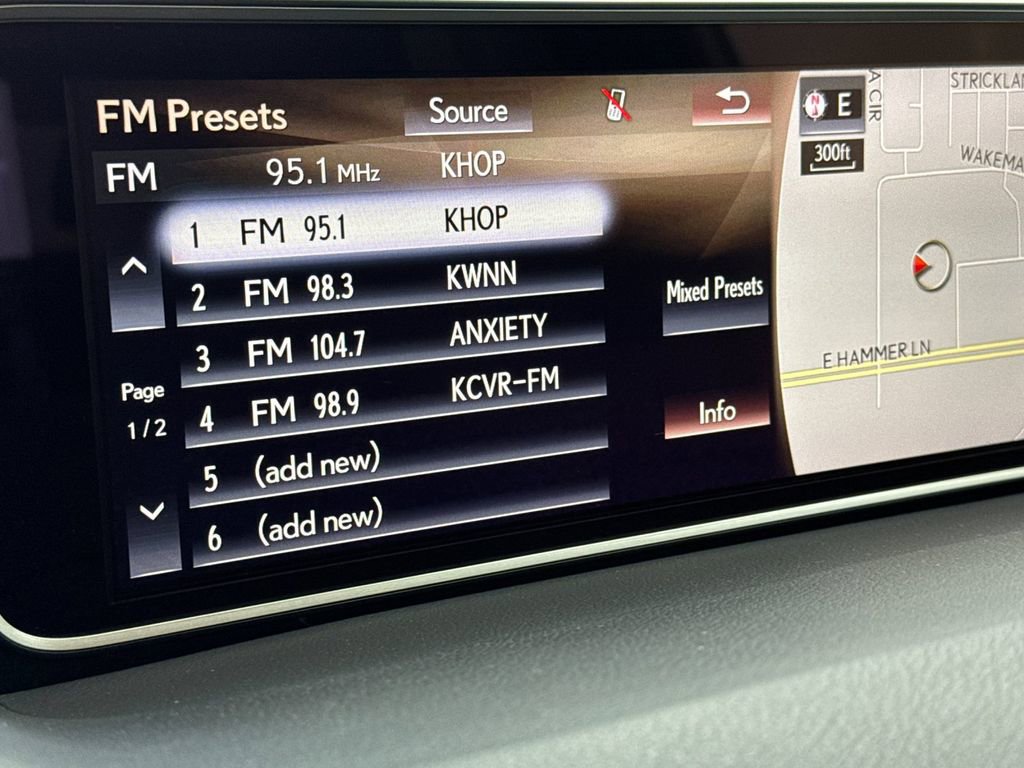 FM Presets
Source
FM 95.1 MHz KHOP
1 FM 95.1 KHOP
2 FM 98.3 KWNN
3 FM 104.7 ANXIETY
4 FM 98.9 KCVR-FM
5 (add new)
6 (add new)
Page
1/2
Mixed Presets
Info
N E
300ft
A CIR
E HAMMER LN